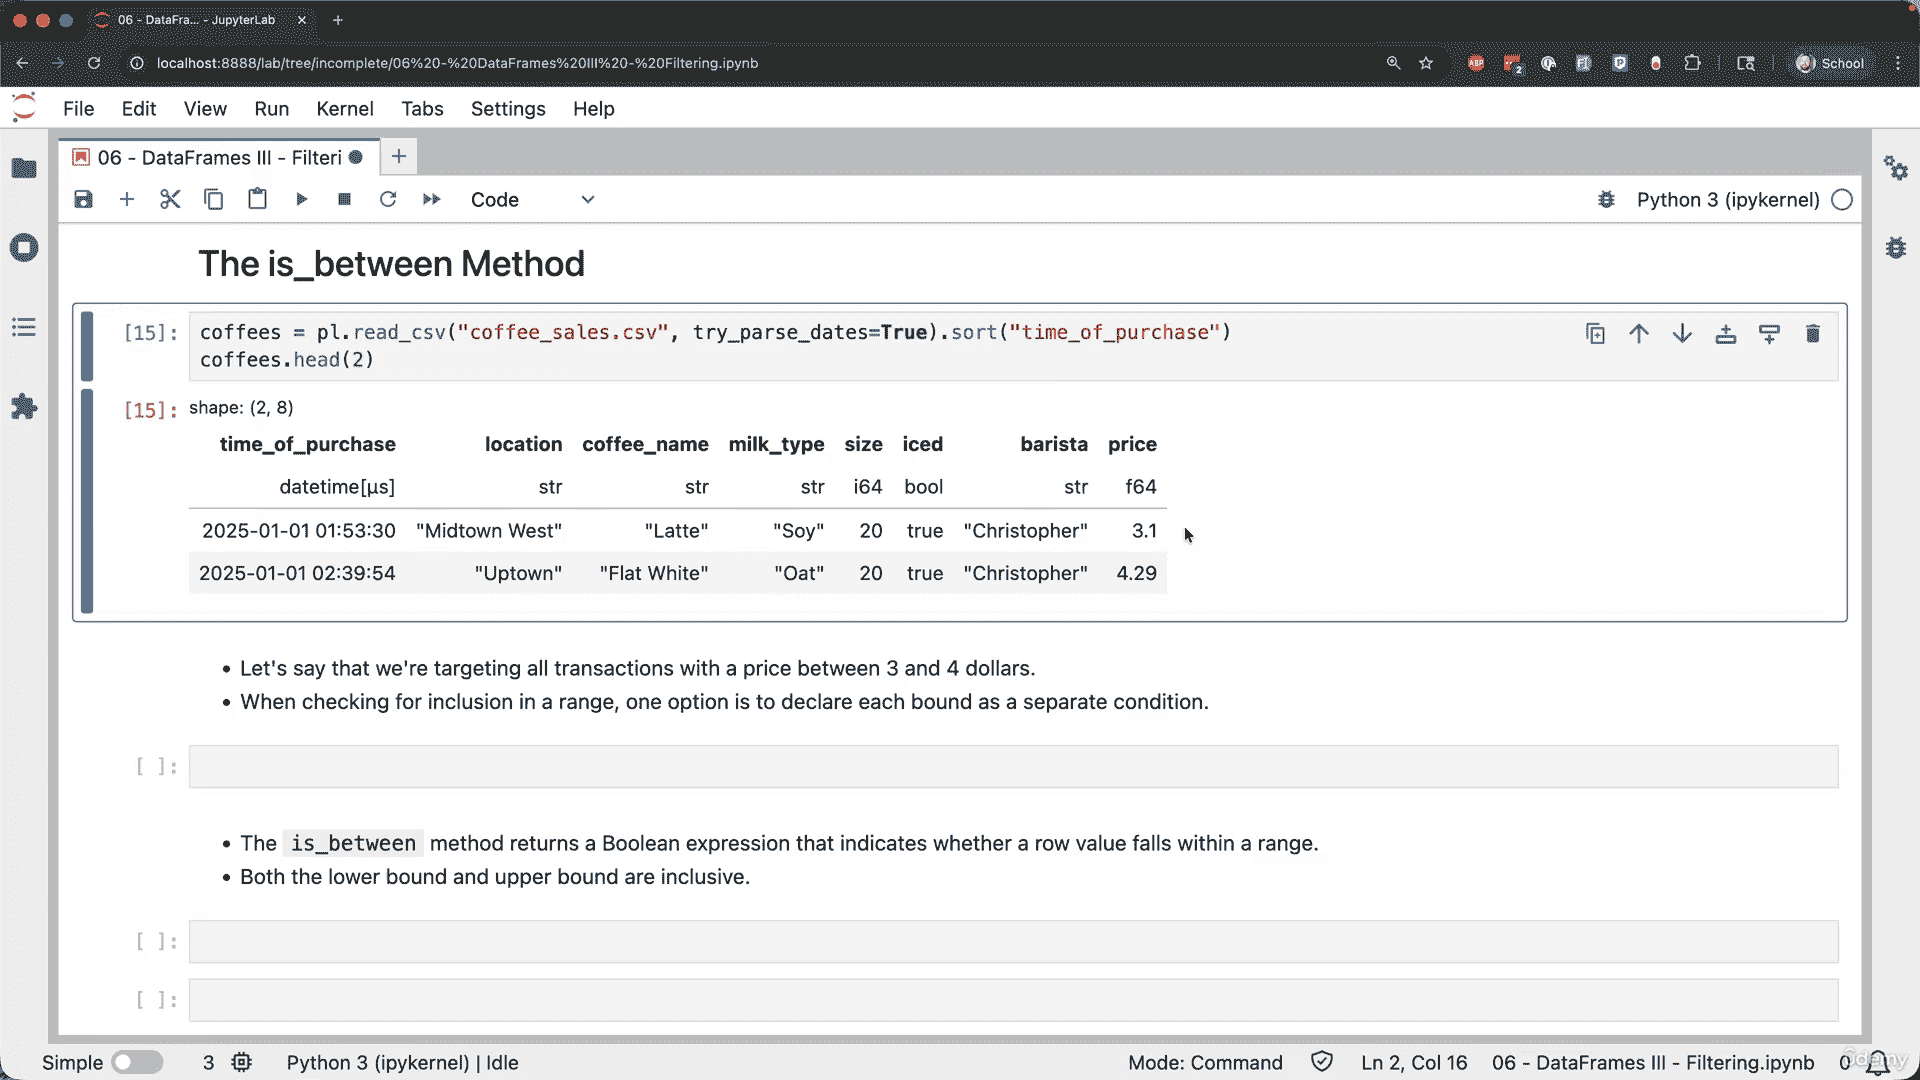 06 - DataFra... - JupyterLab
localhost:8888/lab/tree/incomplete/06%20-%20DataFrames%20III%20-%20Filtering.ipynb
ABP
2
School
File Edit View Run Kernel Tabs Settings Help
06 - DataFrames III - Filteri
Code
Python 3 (ipykernel)
The is_between Method
[15]: coffees = pl.read_csv("coffee_sales.csv", try_parse_dates=True).sort("time_of_purchase")
coffees.head(2)
[15]: shape: (2, 8)
time_of_purchase location coffee_name milk_type size iced barista price
datetime[μs] str str str i64 bool str f64
2025-01-01 01:53:30 "Midtown West" "Latte" "Soy" 20 true "Christopher" 3.1
2025-01-01 02:39:54 "Uptown" "Flat White" "Oat" 20 true "Christopher" 4.29
• Let's say that we're targeting all transactions with a price between 3 and 4 dollars.
• When checking for inclusion in a range, one option is to declare each bound as a separate condition.
[ ]:
• The is_between method returns a Boolean expression that indicates whether a row value falls within a range.
• Both the lower bound and upper bound are inclusive.
[ ]:
[ ]:
Simple 3 Python 3 (ipykernel) | Idle Mode: Command Ln 2, Col 16 06 - DataFrames III - Filtering.ipynb 0
Udemy